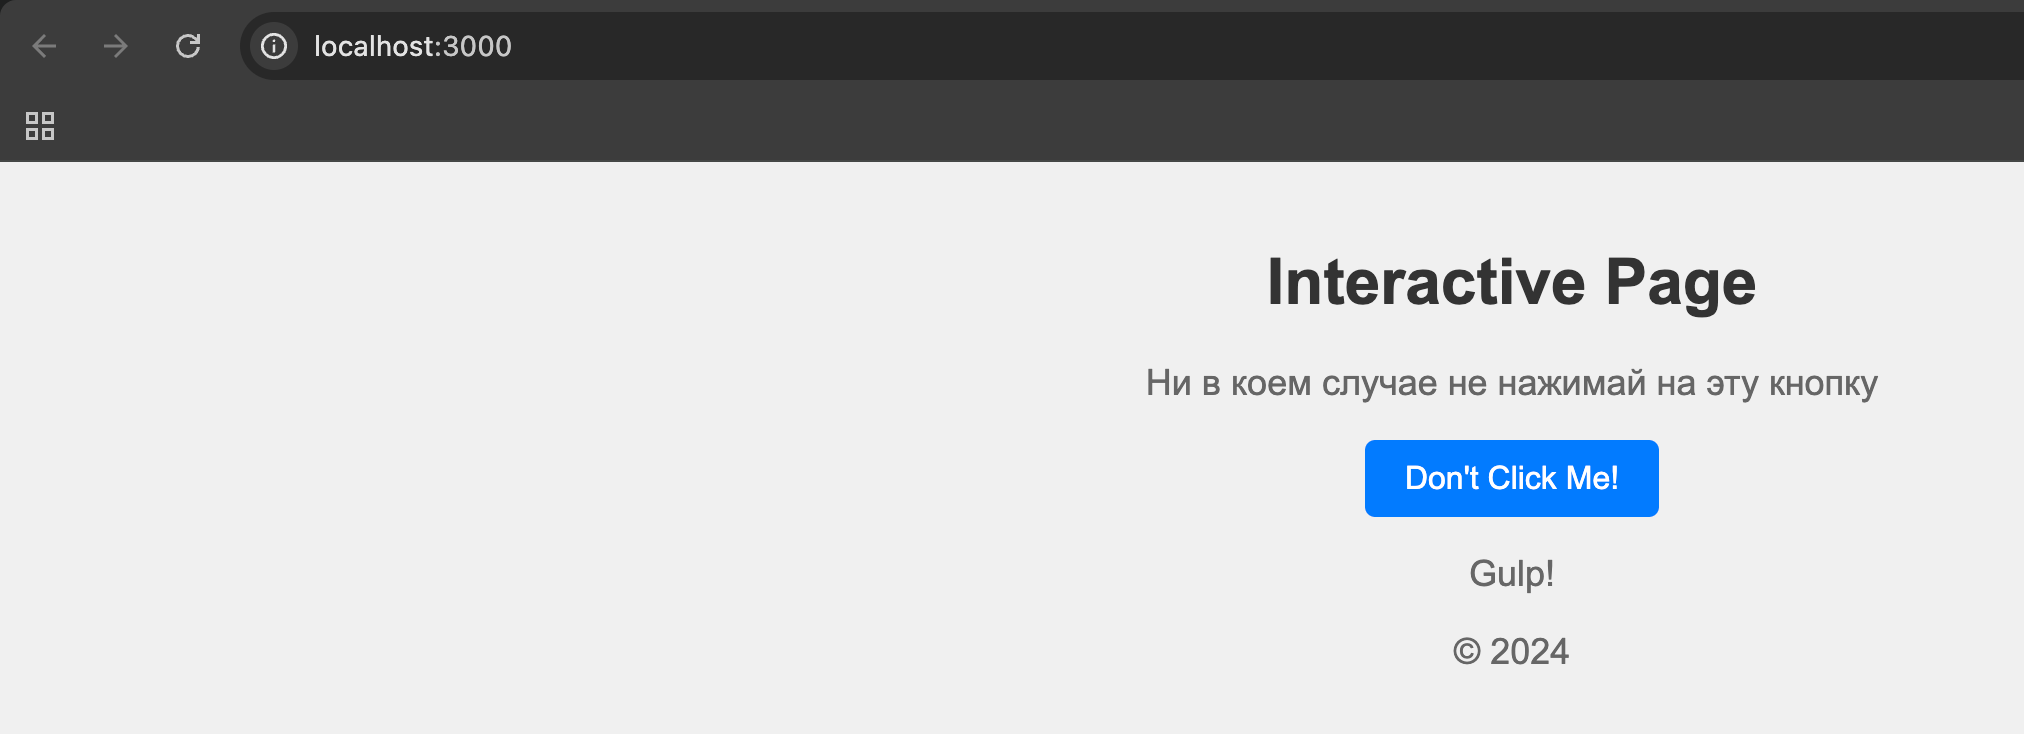 localhost:3000
Interactive Page
Ни в коем случае не нажимай на эту кнопку
Don't Click Me!
Gulp!
© 2024